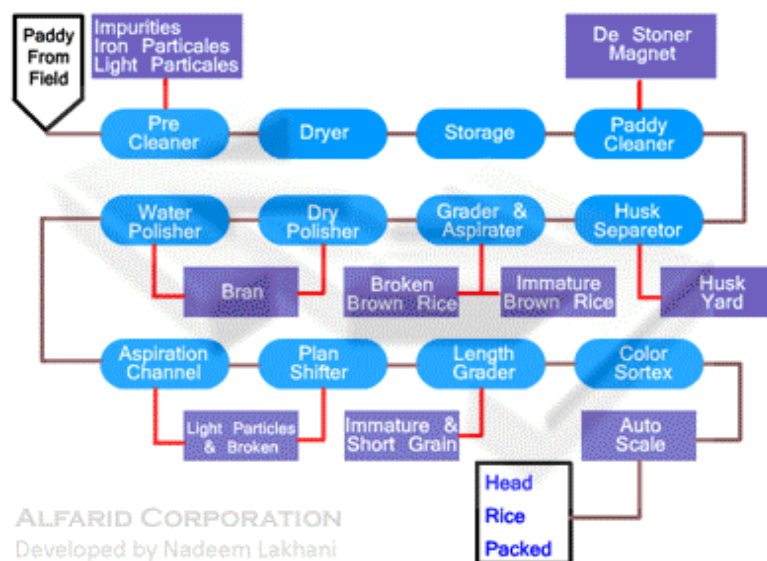 Paddy
From
Field
Impurities
Iron Particales
Light Particales
De Stoner
Magnet
Pre
Cleaner
Dryer
Storage
Paddy
Cleaner
Water
Polisher
Dry
Polisher
Grader &
Aspirater
Husk
Separetor
Bran
Broken
Brown Rice
Immature
Brown Rice
Husk
Yard
Aspiration
Channel
Plan
Shifter
Length
Grader
Color
Sortex
Light Particles
& Broken
Immature &
Short Grain
Auto
Scale
Head
Rice
Packed
ALFARID CORPORATION
Developed by Nadeem Lakhani